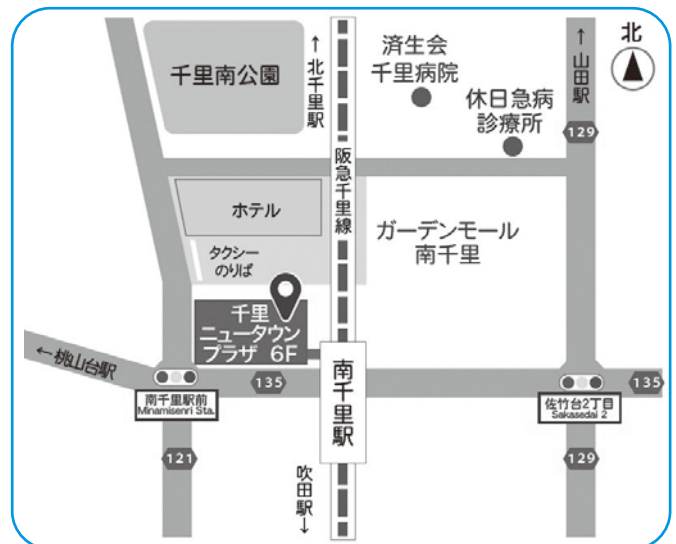 千里南公園
↑北千里駅
済生会
千里病院
休日急病
診療所
↑山田駅
北
129
阪急千里線
ホテル
タクシー
のりば
ガーデンモール
南千里
千里
ニュータウン
プラザ 6F
←桃山台駅
南千里駅前
Minamisenri Sta.
135
南千里駅
佐竹台2丁目
Sakasedai 2
135
121
吹田駅↓
129